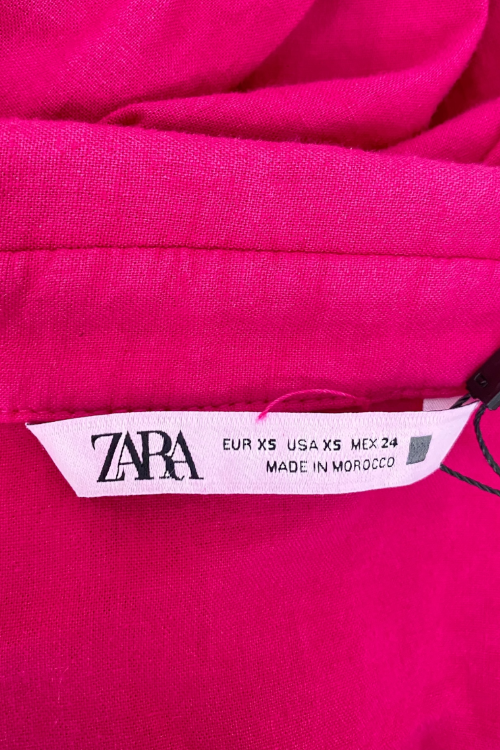 ZARA
EUR XS USA XS MEX 24
MADE IN MOROCCO